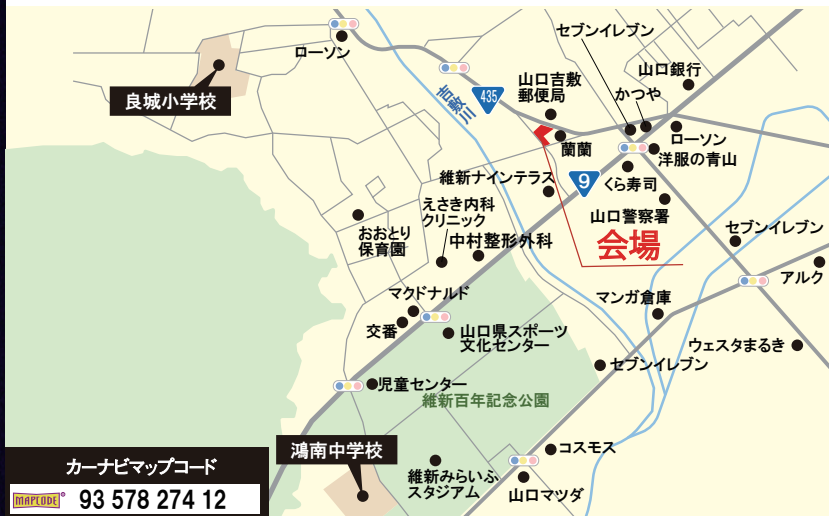 ローソン
セブンイレブン
良城小学校
吉敷川
435
山口吉敷
郵便局
山口銀行
かつや
蘭蘭
ローソン
洋服の青山
維新ナインテラス
9
くら寿司
えさき内科
クリニック
山口警察署
おおとり
保育園
中村整形外科
会場
セブンイレブン
アルク
マクドナルド
マンガ倉庫
交番
山口県スポーツ
文化センター
ウェスタまるき
セブンイレブン
児童センター
維新百年記念公園
鴻南中学校
コスモス
維新みらいふ
スタジアム
山口マツダ
カーナビマップコード
MAPCODE® 93 578 274 12